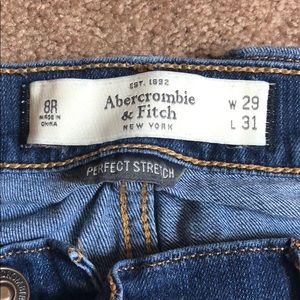 EST. 1892
8R
MADE IN
CHINA
Abercrombie
& Fitch
NEW YORK
W 29
L 31
PERFECT STRETCH